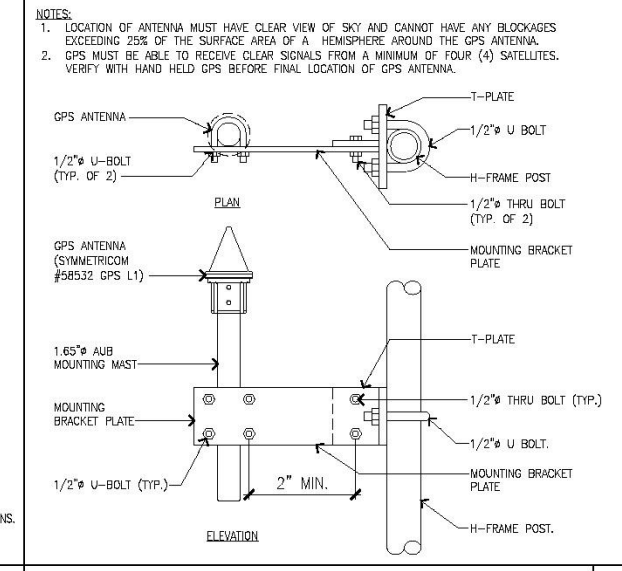 NOTES:
1. LOCATION OF ANTENNA MUST HAVE CLEAR VIEW OF SKY AND CANNOT HAVE ANY BLOCKAGES
EXCEEDING 25% OF THE SURFACE AREA OF A HEMISPHERE AROUND THE GPS ANTENNA.
2. GPS MUST BE ABLE TO RECEIVE CLEAR SIGNALS FROM A MINIMUM OF FOUR (4) SATELLITES.
VERIFY WITH HAND HELD GPS BEFORE FINAL LOCATION OF GPS ANTENNA.
GPS ANTENNA
1/2"ø U-BOLT
(TYP. OF 2)
PLAN
T-PLATE
1/2"ø U BOLT
H-FRAME POST
1/2"ø THRU BOLT
(TYP. OF 2)
MOUNTING BRACKET
PLATE
GPS ANTENNA
(SYMMETRICOM
#58532 GPS L1)
1.65"ø AUB
MOUNTING MAST
MOUNTING
BRACKET PLATE
1/2"ø U-BOLT (TYP.)
2" MIN.
ELEVATION
T-PLATE
1/2"ø THRU BOLT (TYP.)
1/2"ø U BOLT.
MOUNTING BRACKET
PLATE
H-FRAME POST.
NS.